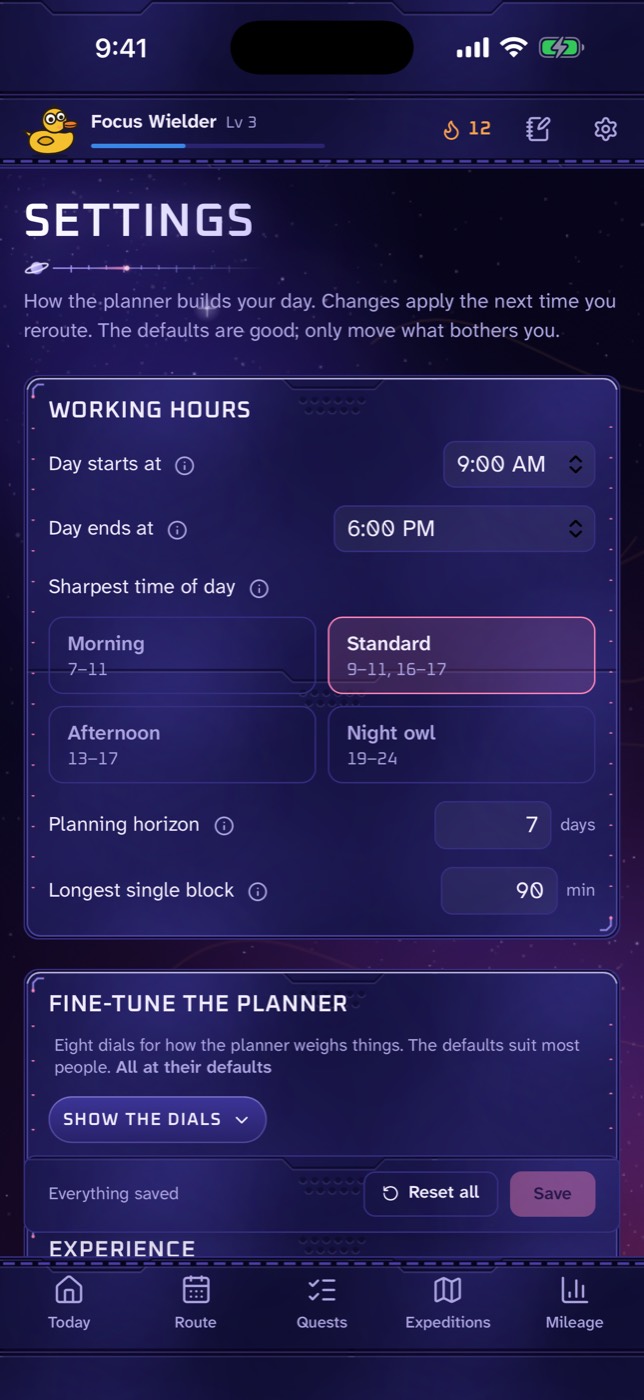 9:41
Focus Wielder Lv 3
12
SETTINGS
How the planner builds your day. Changes apply the next time you
reroute. The defaults are good; only move what bothers you.
WORKING HOURS
Day starts at
9:00 AM
Day ends at
6:00 PM
Sharpest time of day
Morning
7–11
Standard
9–11, 16–17
Afternoon
13–17
Night owl
19–24
Planning horizon
7 days
Longest single block
90 min
FINE-TUNE THE PLANNER
Eight dials for how the planner weighs things. The defaults suit most
people. All at their defaults
SHOW THE DIALS
Everything saved
Reset all
Save
EXPERIENCE
Today
Route
Quests
Expeditions
Mileage